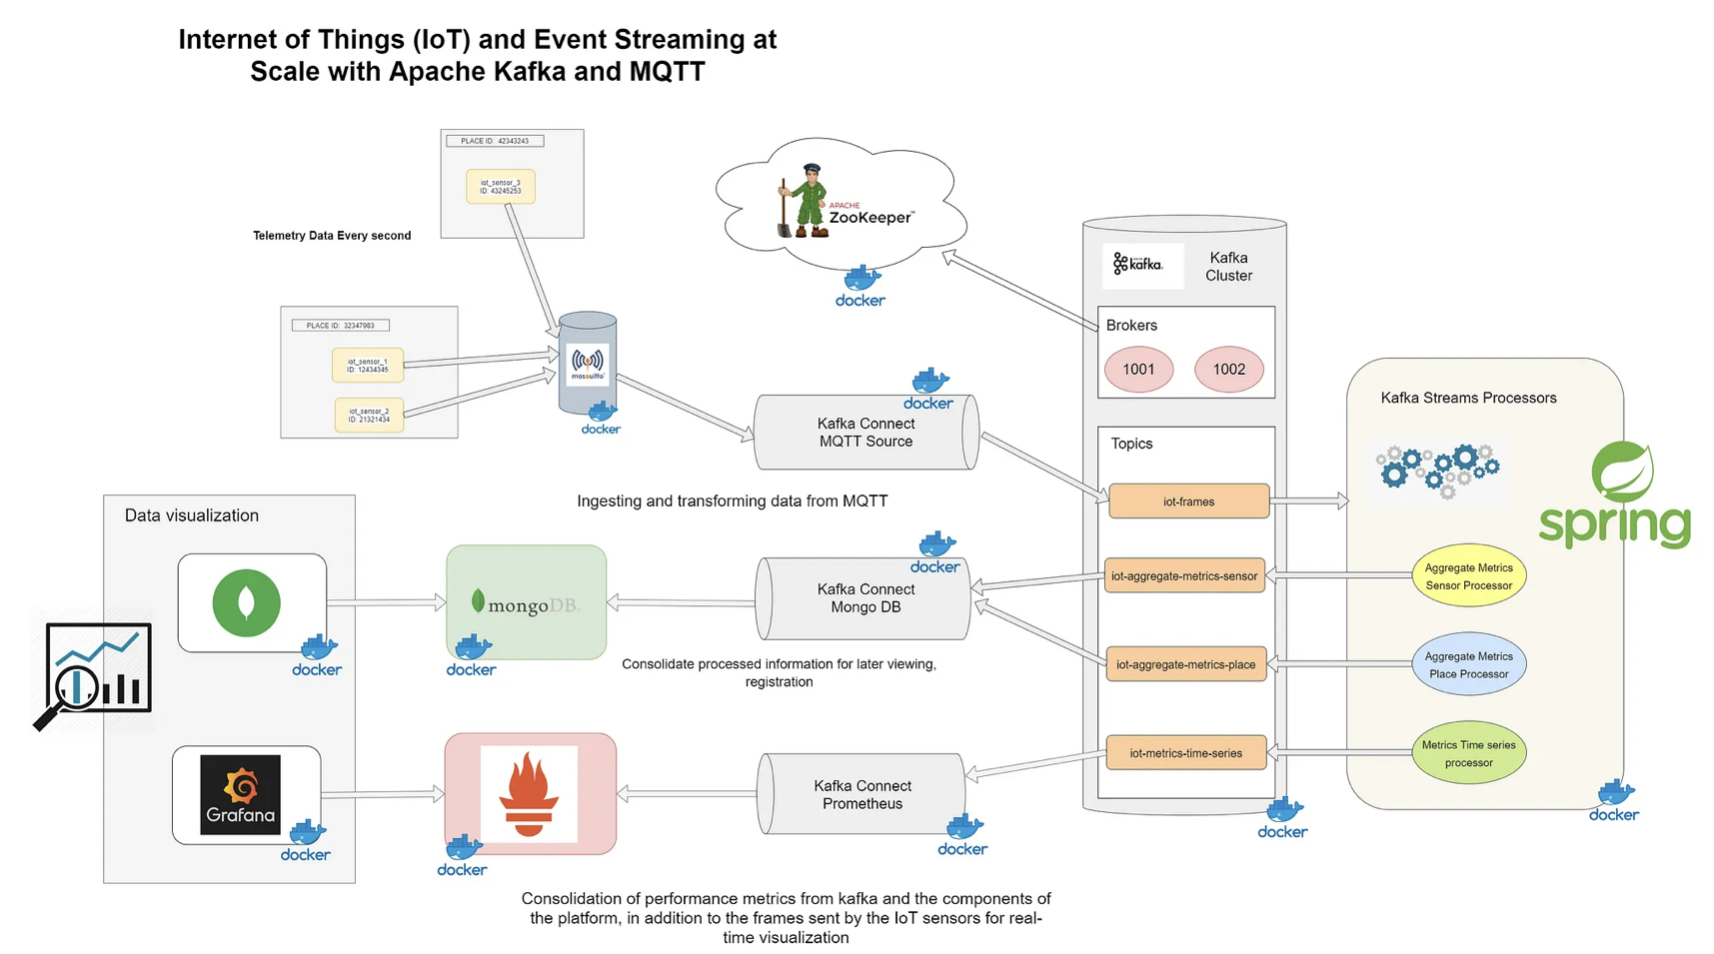 Internet of Things (IoT) and Event Streaming at
Scale with Apache Kafka and MQTT
PLACE ID: 42343243
iot_sensor_3
ID: 43245253
Telemetry Data Every second
PLACE ID: 32347983
iot_sensor_1
ID: 12434345
iot_sensor_2
ID: 21321434
mosquitto
docker
APACHE
ZooKeeper™
docker
Kafka Connect
MQTT Source
docker
Ingesting and transforming data from MQTT
kafka
Kafka
Cluster
Brokers
1001
1002
Topics
iot-frames
iot-aggregate-metrics-sensor
iot-aggregate-metrics-place
iot-metrics-time-series
docker
Kafka Streams Processors
spring
Aggregate Metrics
Sensor Processor
Aggregate Metrics
Place Processor
Metrics Time series
processor
docker
Data visualization
docker
Grafana
docker
mongoDB
docker
Kafka Connect
Mongo DB
docker
Consolidate processed information for later viewing,
registration
docker
Kafka Connect
Prometheus
docker
Consolidation of performance metrics from kafka and the components of
the platform, in addition to the frames sent by the IoT sensors for real-
time visualization